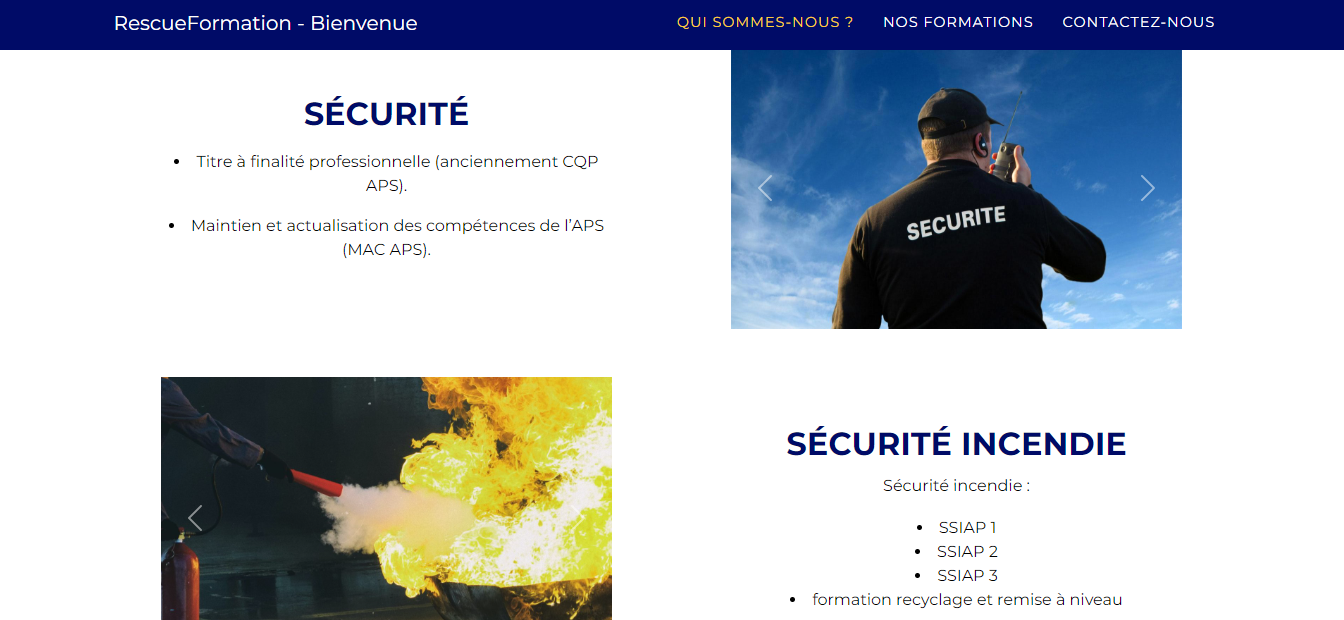 RescueFormation - Bienvenue
QUI SOMMES-NOUS ?
NOS FORMATIONS
CONTACTEZ-NOUS
SÉCURITÉ
• Titre à finalité professionnelle (anciennement CQP
APS).
• Maintien et actualisation des compétences de l’APS
(MAC APS).
SECURITE
SÉCURITÉ INCENDIE
Sécurité incendie :
• SSIAP 1
• SSIAP 2
• SSIAP 3
• formation recyclage et remise à niveau